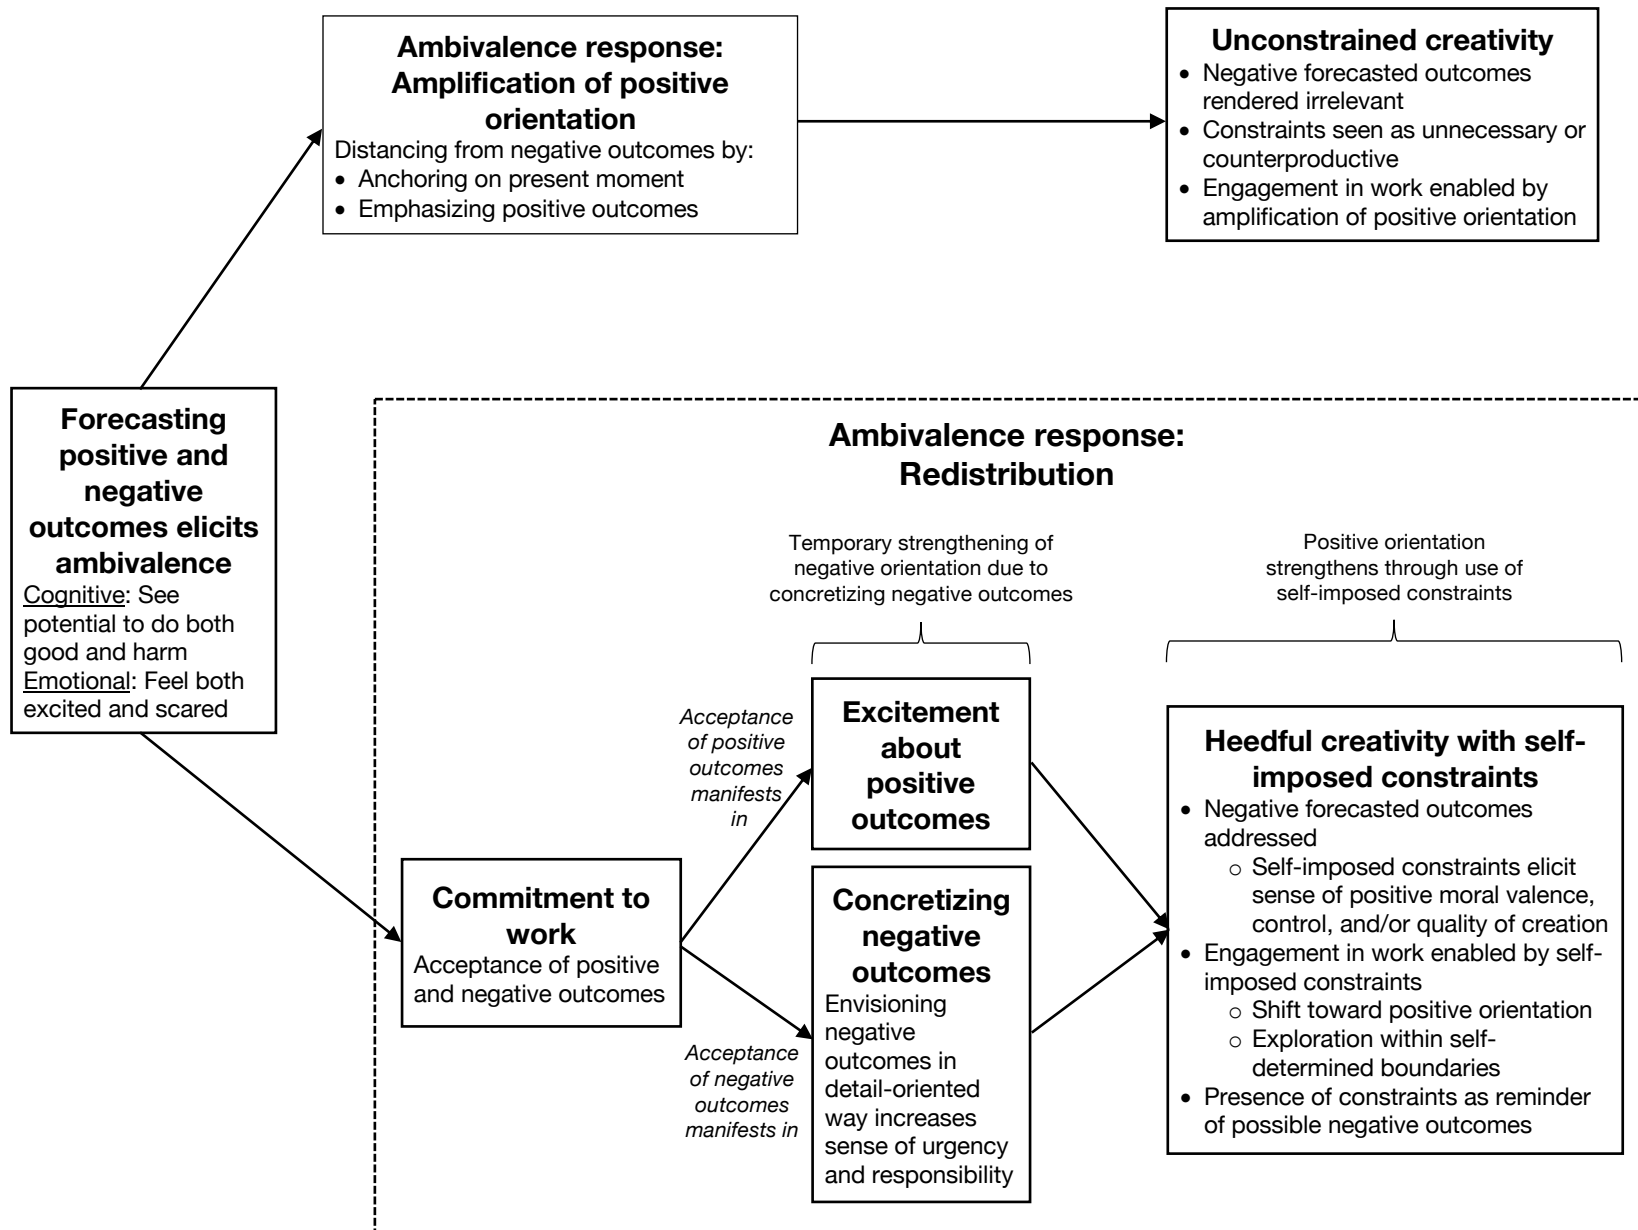 Ambivalence response:
Amplification of positive
orientation
Distancing from negative outcomes by:
• Anchoring on present moment
• Emphasizing positive outcomes
Unconstrained creativity
• Negative forecasted outcomes
rendered irrelevant
• Constraints seen as unnecessary or
counterproductive
• Engagement in work enabled by
amplification of positive orientation
Forecasting
positive and
negative
outcomes elicits
ambivalence
Cognitive: See
potential to do both
good and harm
Emotional: Feel both
excited and scared
Ambivalence response:
Redistribution
Temporary strengthening of
negative orientation due to
concretizing negative outcomes
Positive orientation
strengthens through use of
self-imposed constraints
Commitment to
work
Acceptance of positive
and negative outcomes
Acceptance
of positive
outcomes
manifests
in
Excitement
about
positive
outcomes
Acceptance
of negative
outcomes
manifests in
Concretizing
negative
outcomes
Envisioning
negative
outcomes in
detail-oriented
way increases
sense of urgency
and responsibility
Heedful creativity with self-
imposed constraints
• Negative forecasted outcomes
addressed
○ Self-imposed constraints elicit
sense of positive moral valence,
control, and/or quality of creation
• Engagement in work enabled by self-
imposed constraints
○ Shift toward positive orientation
○ Exploration within self-
determined boundaries
• Presence of constraints as reminder
of possible negative outcomes